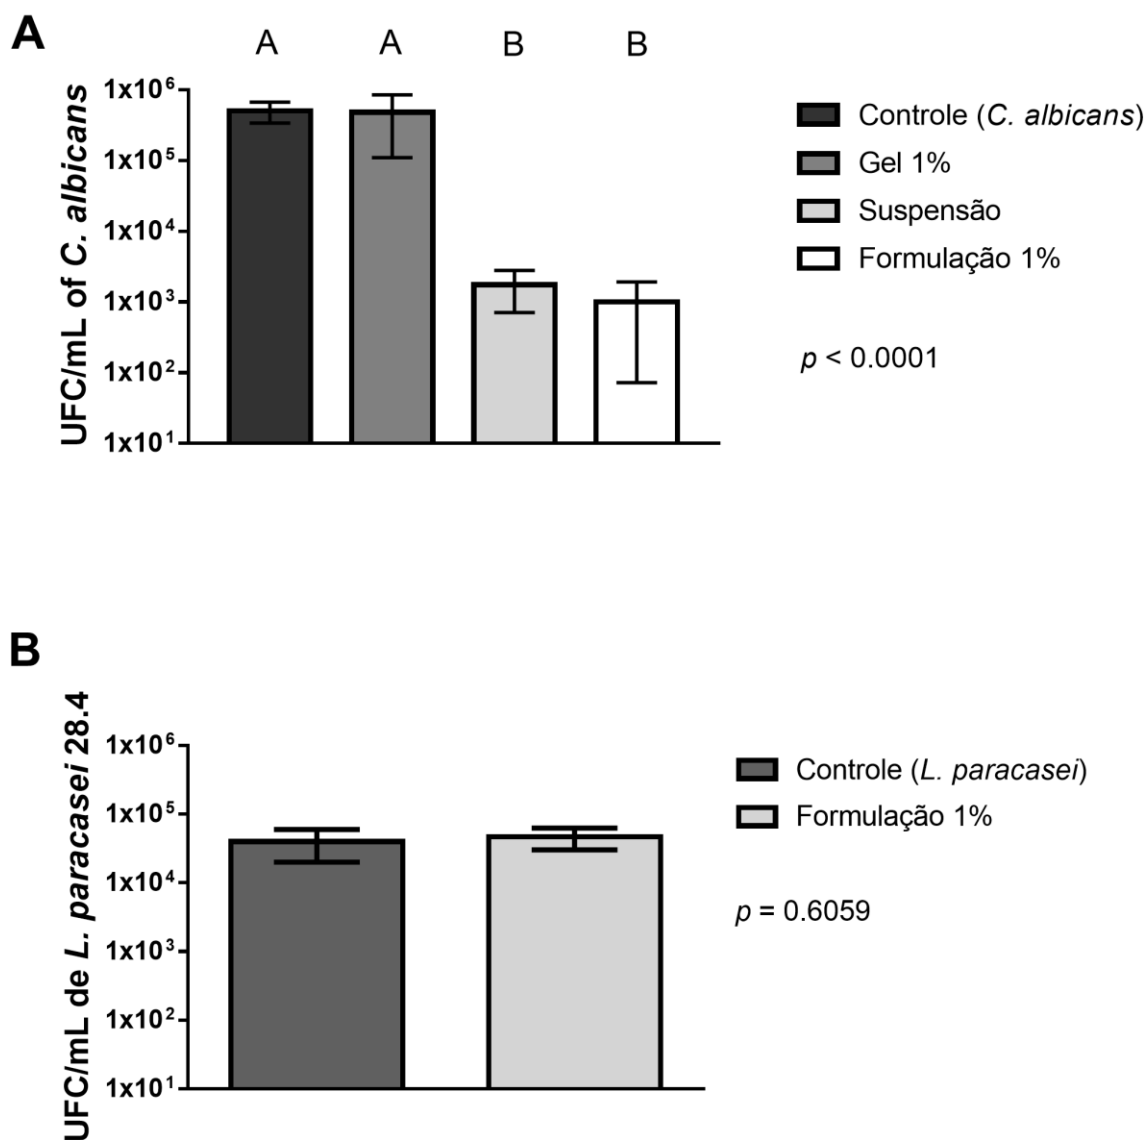 A
A A B B
UFC/mL of C. albicans
1x10⁶
1x10⁵
1x10⁴
1x10³
1x10²
1x10¹
Controle (C. albicans)
Gel 1%
Suspensão
Formulação 1%
p < 0.0001
B
UFC/mL de L. paracasei 28.4
1x10⁶
1x10⁵
1x10⁴
1x10³
1x10²
1x10¹
Controle (L. paracasei)
Formulação 1%
p = 0.6059